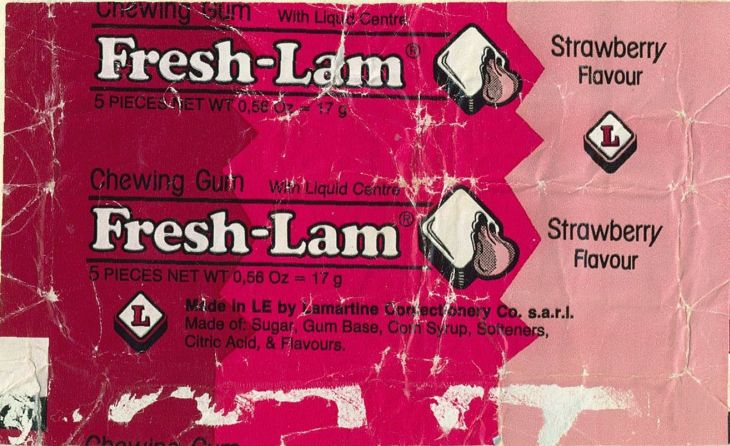 Chewing Gum With Liquid Centre
Fresh-Lam®
5 PIECES NET WT 0,56 Oz = 17 g
Strawberry
Flavour
L
Chewing Gum With Liquid Centre
Fresh-Lam®
5 PIECES NET WT 0,56 Oz = 17 g
Strawberry
Flavour
L
Made in LE by Lamartine Confectionery Co. s.a.r.l.
Made of: Sugar, Gum Base, Corn Syrup, Softeners,
Citric Acid, & Flavours.
Chewing Gum